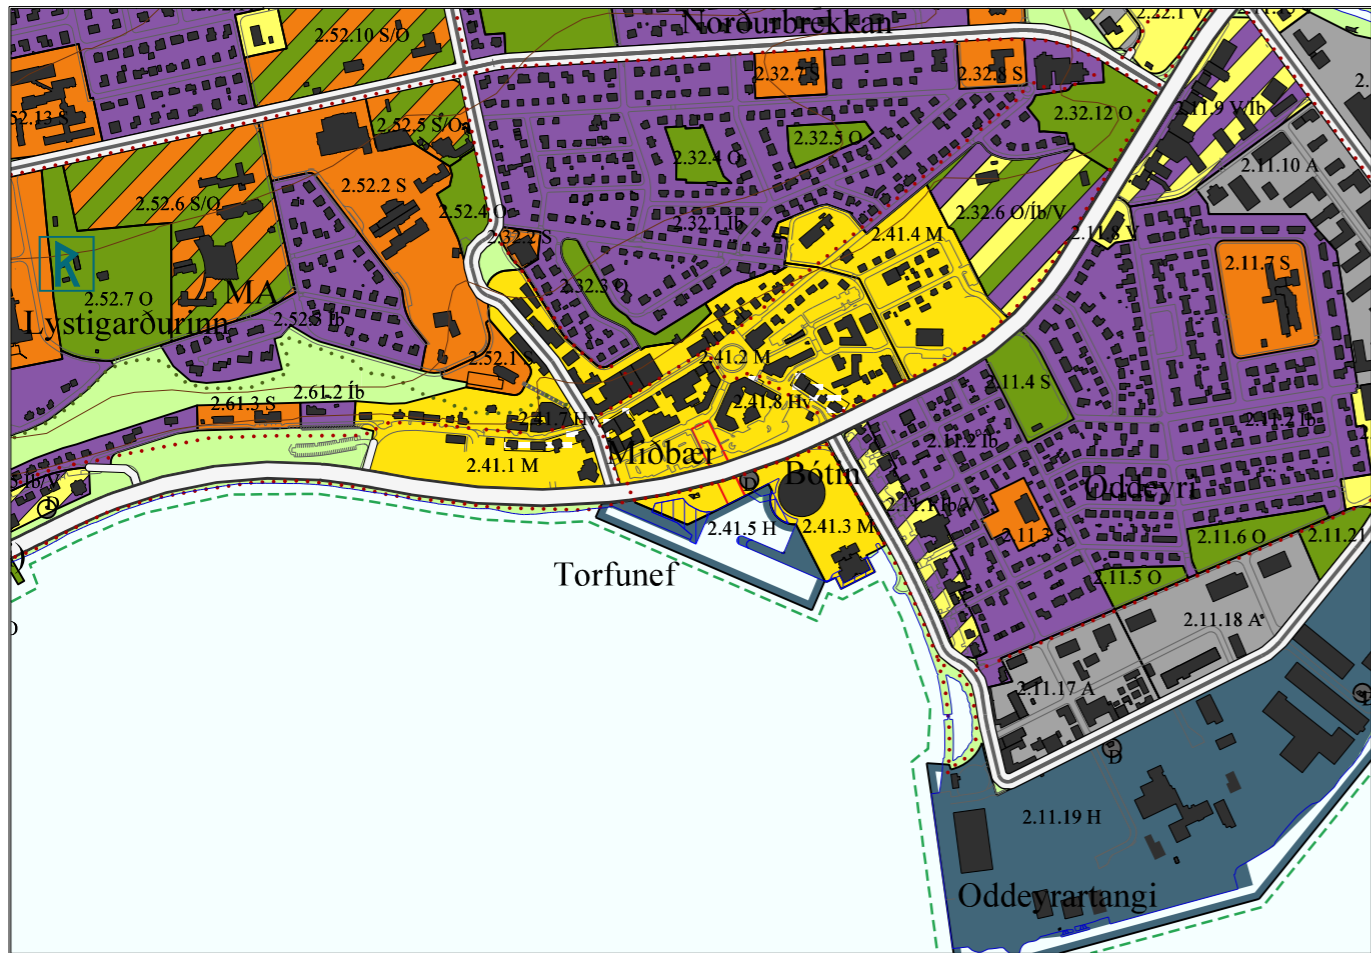 Norðurbrekkan
2.22.1 V
2.52.10 S/O
2.32.7 S
2.32.8 S
2.52.13 S
2.52.5 S/O
2.32.12 O
2.11.9 V/Íb
2.32.5 O
2.32.4 O
2.11.10 A
2.52.2 S
2.52.6 S/O
2.52.4 O
2.32.1 Íb
2.32.6 O/Íb/V
2.32.2 S
2.41.4 M
2.11.8 V
2.11.7 S
2.32.3 O
MA
2.52.7 O
Lystigarðurinn
2.52.3 Íb
2.52.1 S
2.41.2 M
2.11.4 S
2.61.2 Íb
2.61.3 S
2.41.8 Hv
2.41.7 Hv
2.11.2 Íb
2.11.2 Íb
Miðbær
2.41.1 M
Bótin
D
Oddeyri
5 Íb/V
D
2.11.1 Íb/V
2.41.5 H
2.41.3 M
2.11.3 S
2.11.6 O
2.11.21
Torfunef
2.11.5 O
2.11.18 A
2.11.17 A
D
D
2.11.19 H
Oddeyrartangi